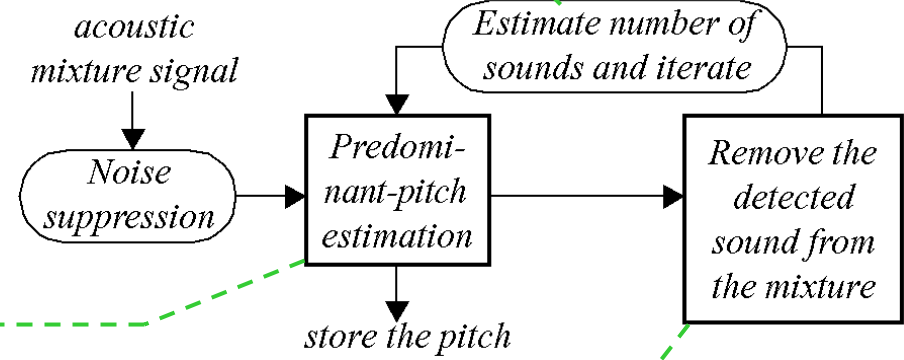 acoustic
mixture signal
Noise
suppression
Predomi-
nant-pitch
estimation
store the pitch
Estimate number of
sounds and iterate
Remove the
detected
sound from
the mixture